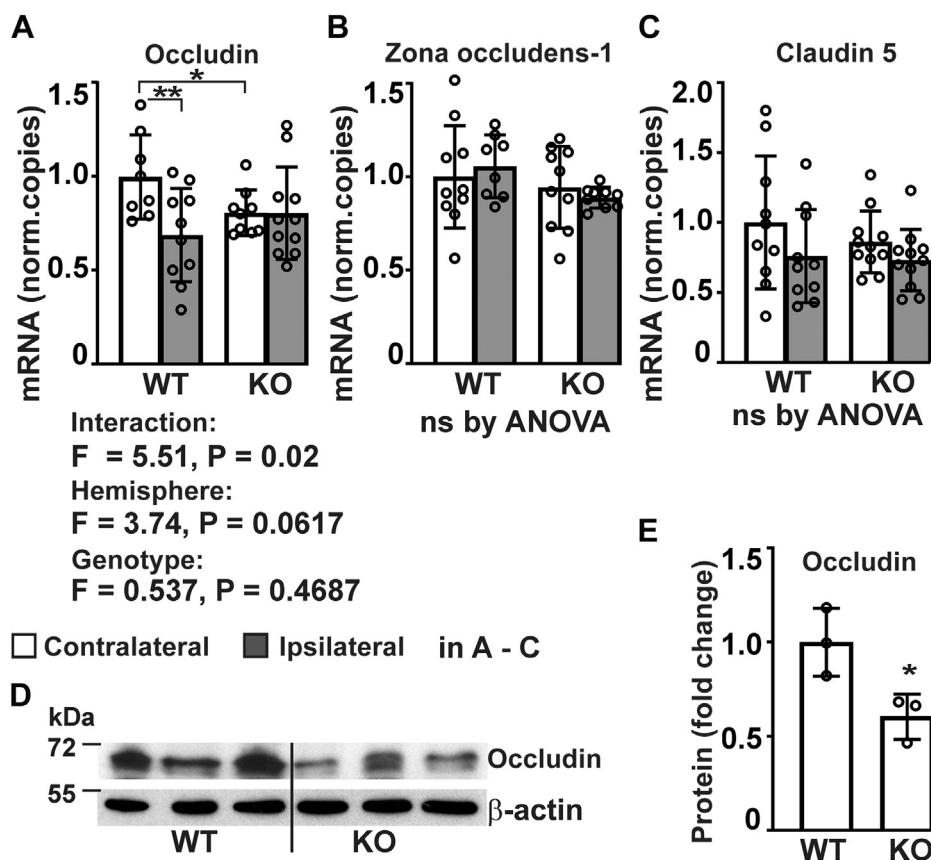 A
Occludin
*
**
mRNA (norm.copies)
1.5
1.0
0.5
0
WT KO
Interaction:
F = 5.51, P = 0.02
Hemisphere:
F = 3.74, P = 0.0617
Genotype:
F = 0.537, P = 0.4687
B
Zona occludens-1
mRNA (norm.copies)
1.5
1.0
0.5
0
WT KO
ns by ANOVA
C
Claudin 5
mRNA (norm.copies)
2.0
1.5
1.0
0.5
0
WT KO
ns by ANOVA
Contralateral Ipsilateral in A - C
D
kDa
72
Occludin
55
β-actin
WT KO
E
Occludin
Protein (fold change)
1.5
1.0
0.5
0
*
WT KO